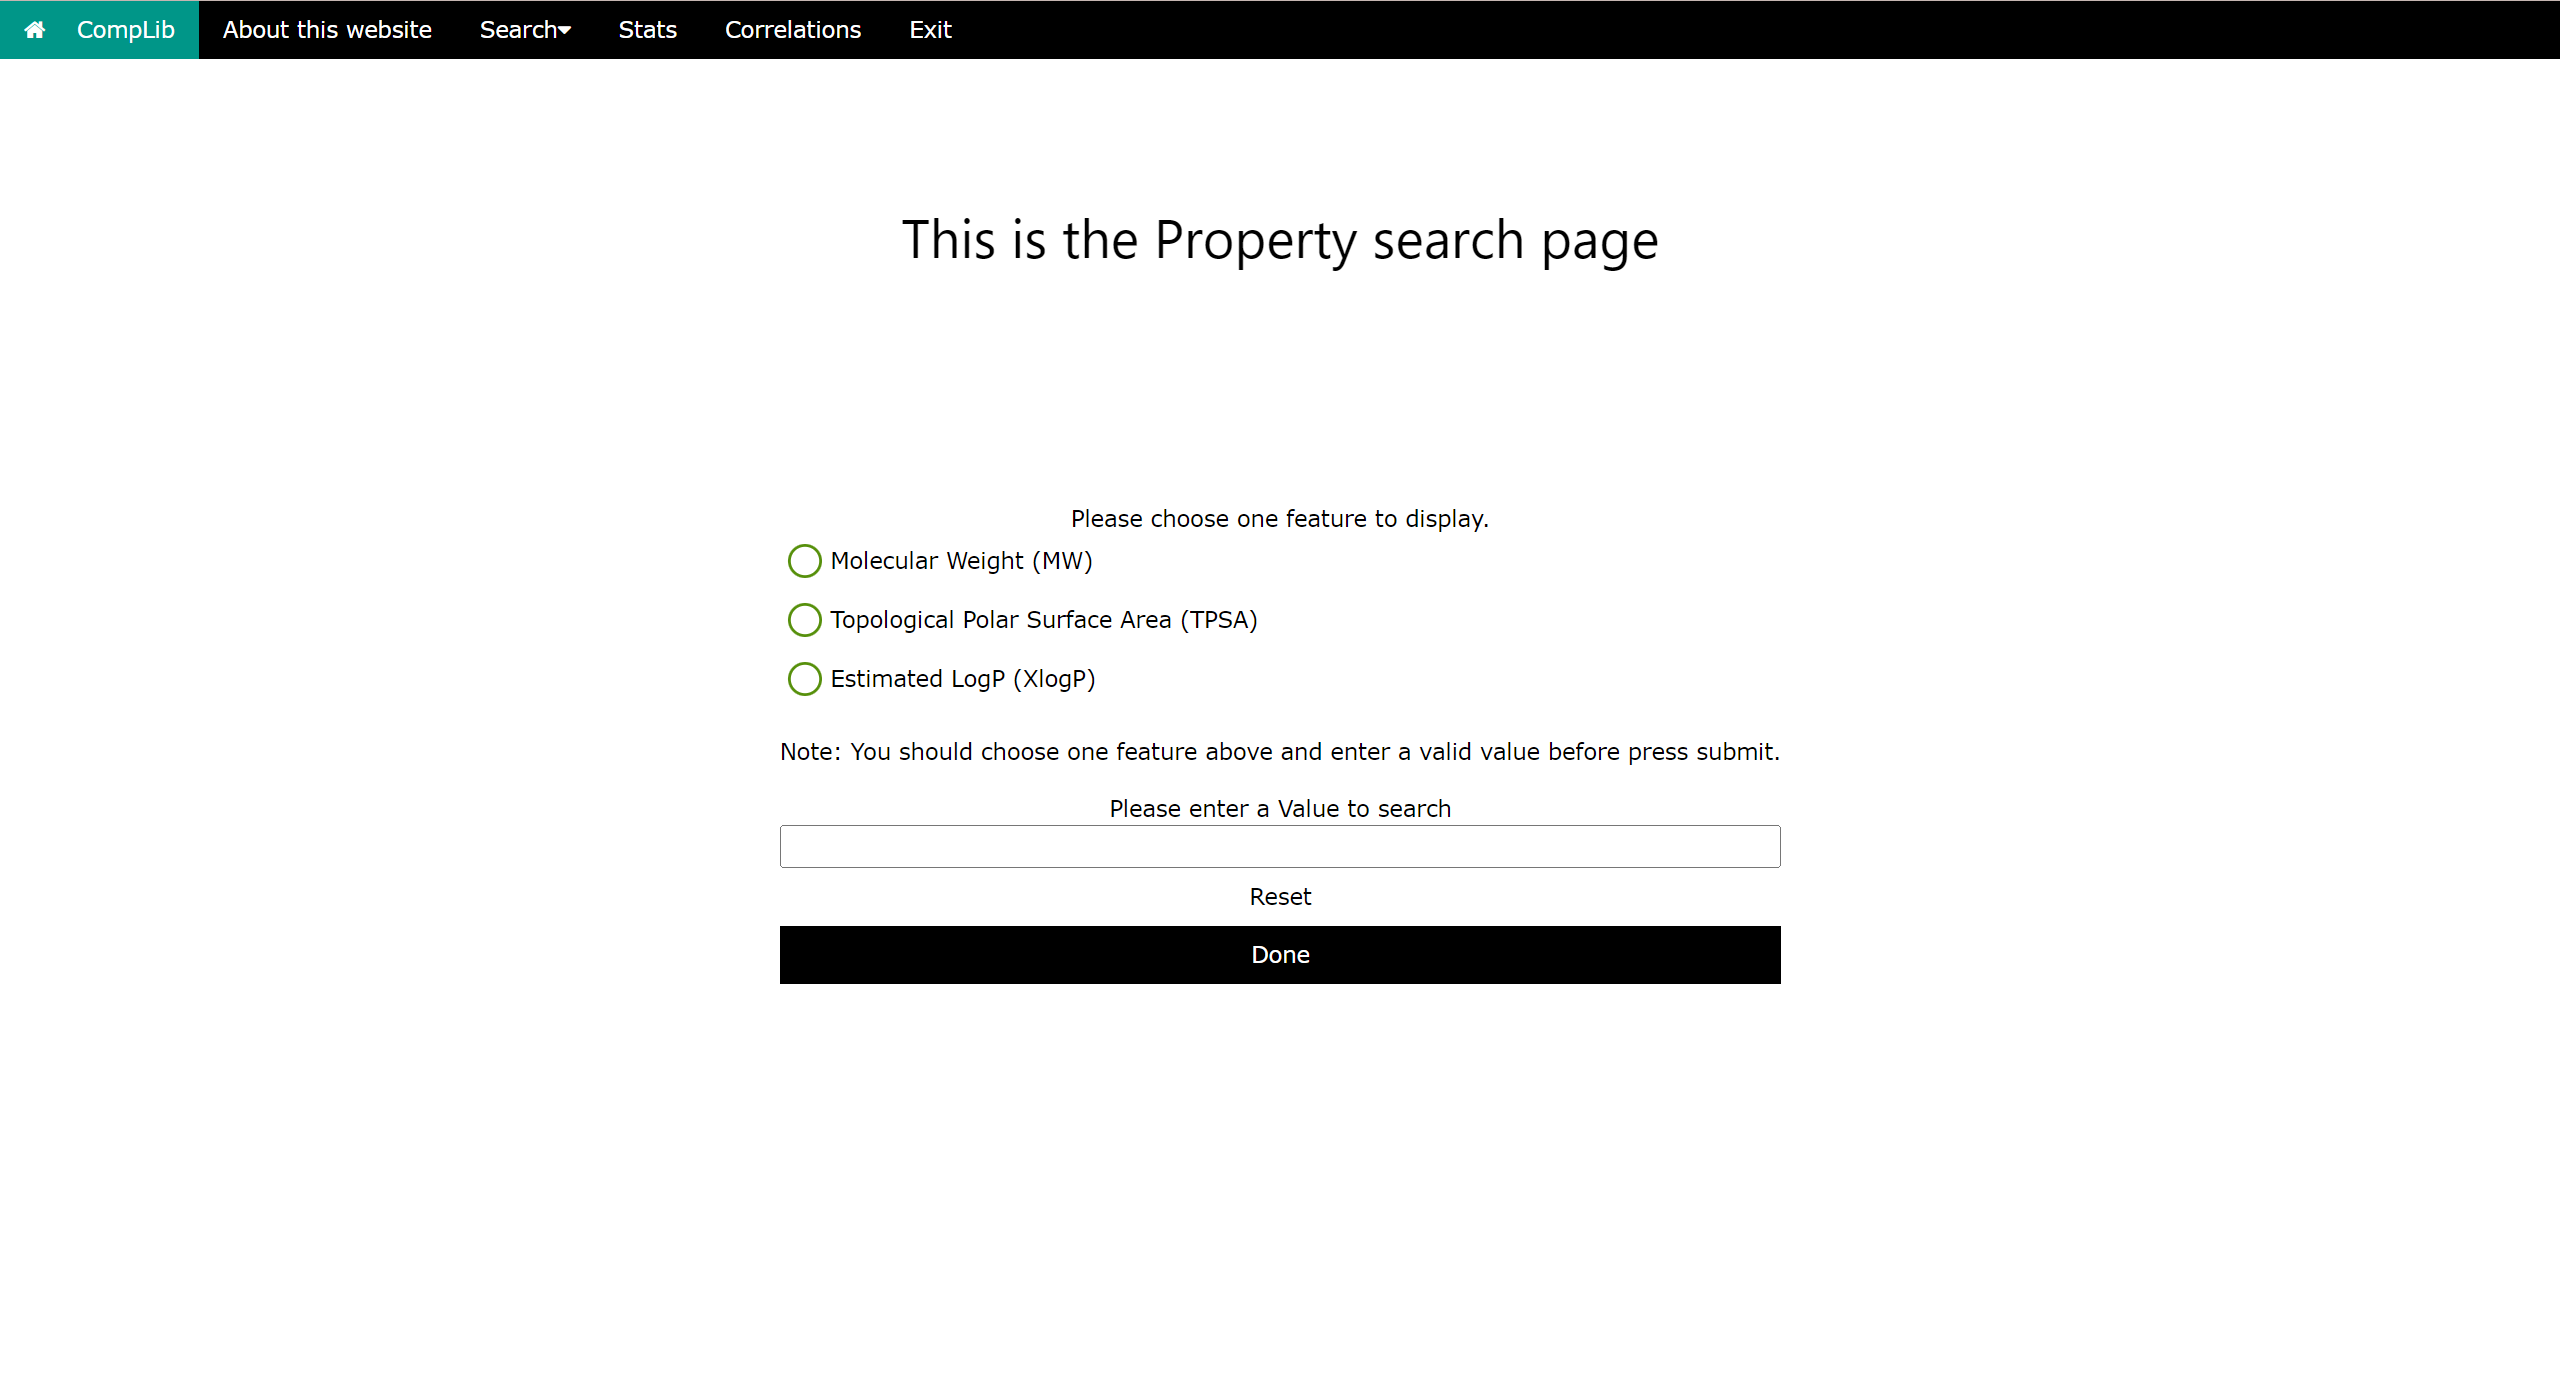 CompLib About this website Search Stats Correlations Exit
This is the Property search page
Please choose one feature to display.
Molecular Weight (MW)
Topological Polar Surface Area (TPSA)
Estimated LogP (XlogP)
Note: You should choose one feature above and enter a valid value before press submit.
Please enter a Value to search
Reset
Done